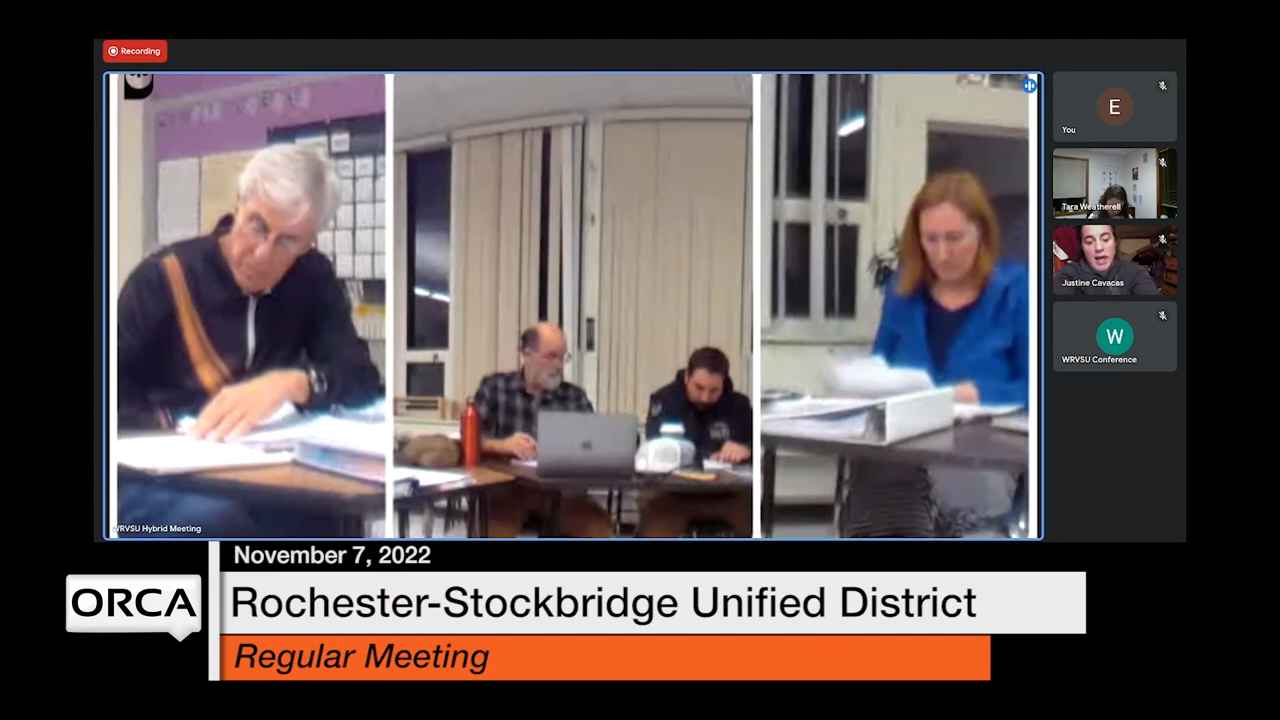 Recording
E
You
Tara Weatherell
Justine Cavacas
W
WRVSU Conference
WRVSU Hybrid Meeting
November 7, 2022
ORCA
Rochester-Stockbridge Unified District
Regular Meeting